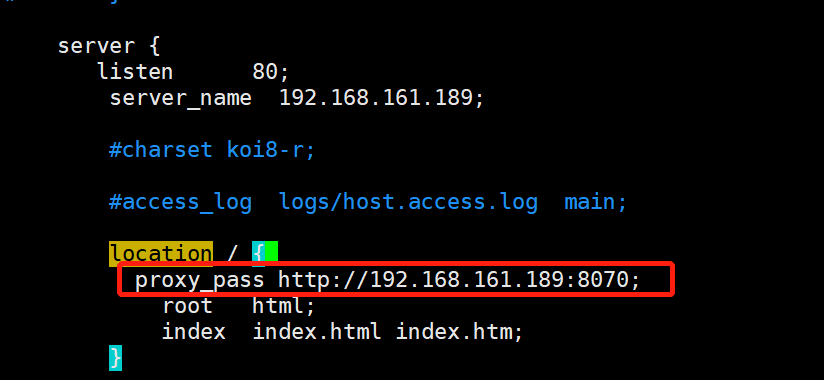 server {
listen 80;
server_name 192.168.161.189;
#charset koi8-r;
#access_log logs/host.access.log main;
location / {
proxy_pass http://192.168.161.189:8070;
root html;
index index.html index.htm;
}